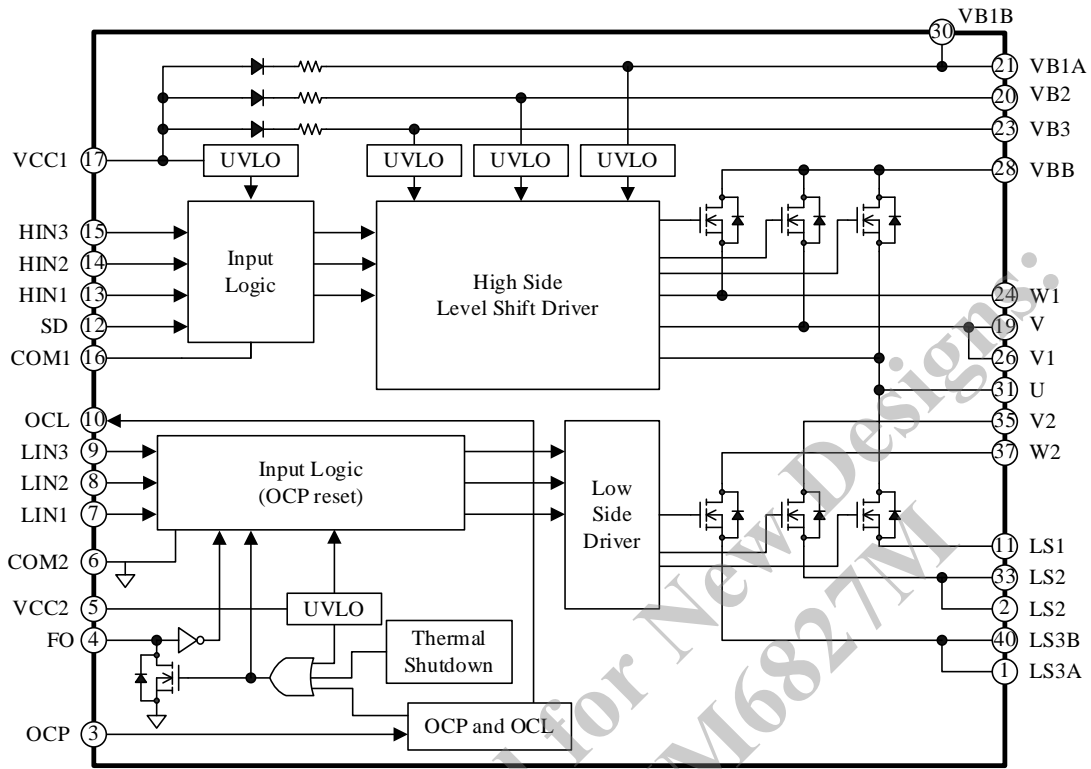 VB1B
30
21 VB1A
20 VB2
23 VB3
VCC1 17
UVLO
UVLO
UVLO
UVLO
28 VBB
HIN3 15
HIN2 14
HIN1 13
SD 12
COM1 16
Input
Logic
High Side
Level Shift Driver
24 W1
19 V
26 V1
31 U
35 V2
37 W2
OCL 10
LIN3 9
LIN2 8
LIN1 7
COM2 6
VCC2 5
FO 4
OCP 3
Input Logic
(OCP reset)
Low
Side
Driver
UVLO
Thermal
Shutdown
OCP and OCL
11 LS1
33 LS2
2 LS2
40 LS3B
1 LS3A
for New Designs:
M6827M